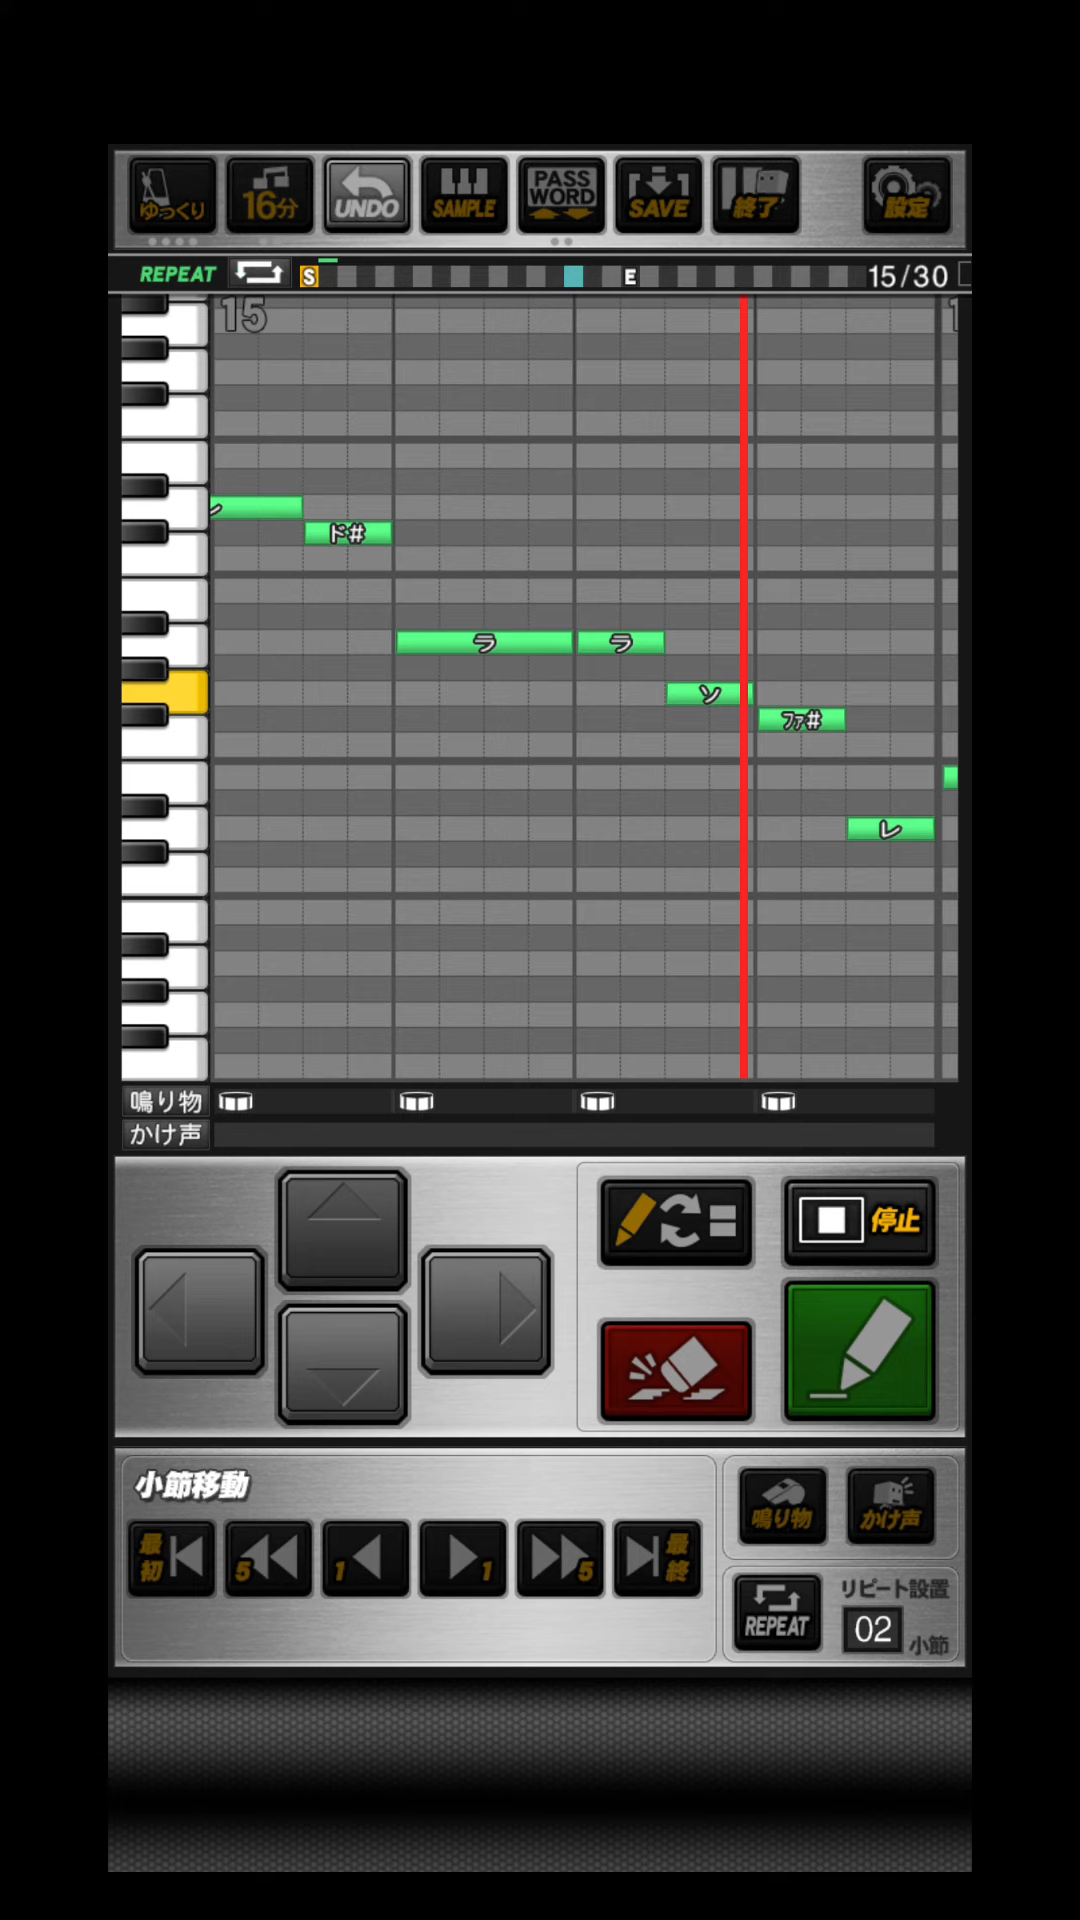 ゆっくり 16分 UNDO SAMPLE PASS WORD SAVE 終了 設定
REPEAT S E 15/30
15
ド#
ラ ラ
ソ
ファ#
レ
鳴り物
かけ声
停止
小節移動
最初 5 1 1 5 最終
鳴り物 かけ声
REPEAT リピート設置 02 小節